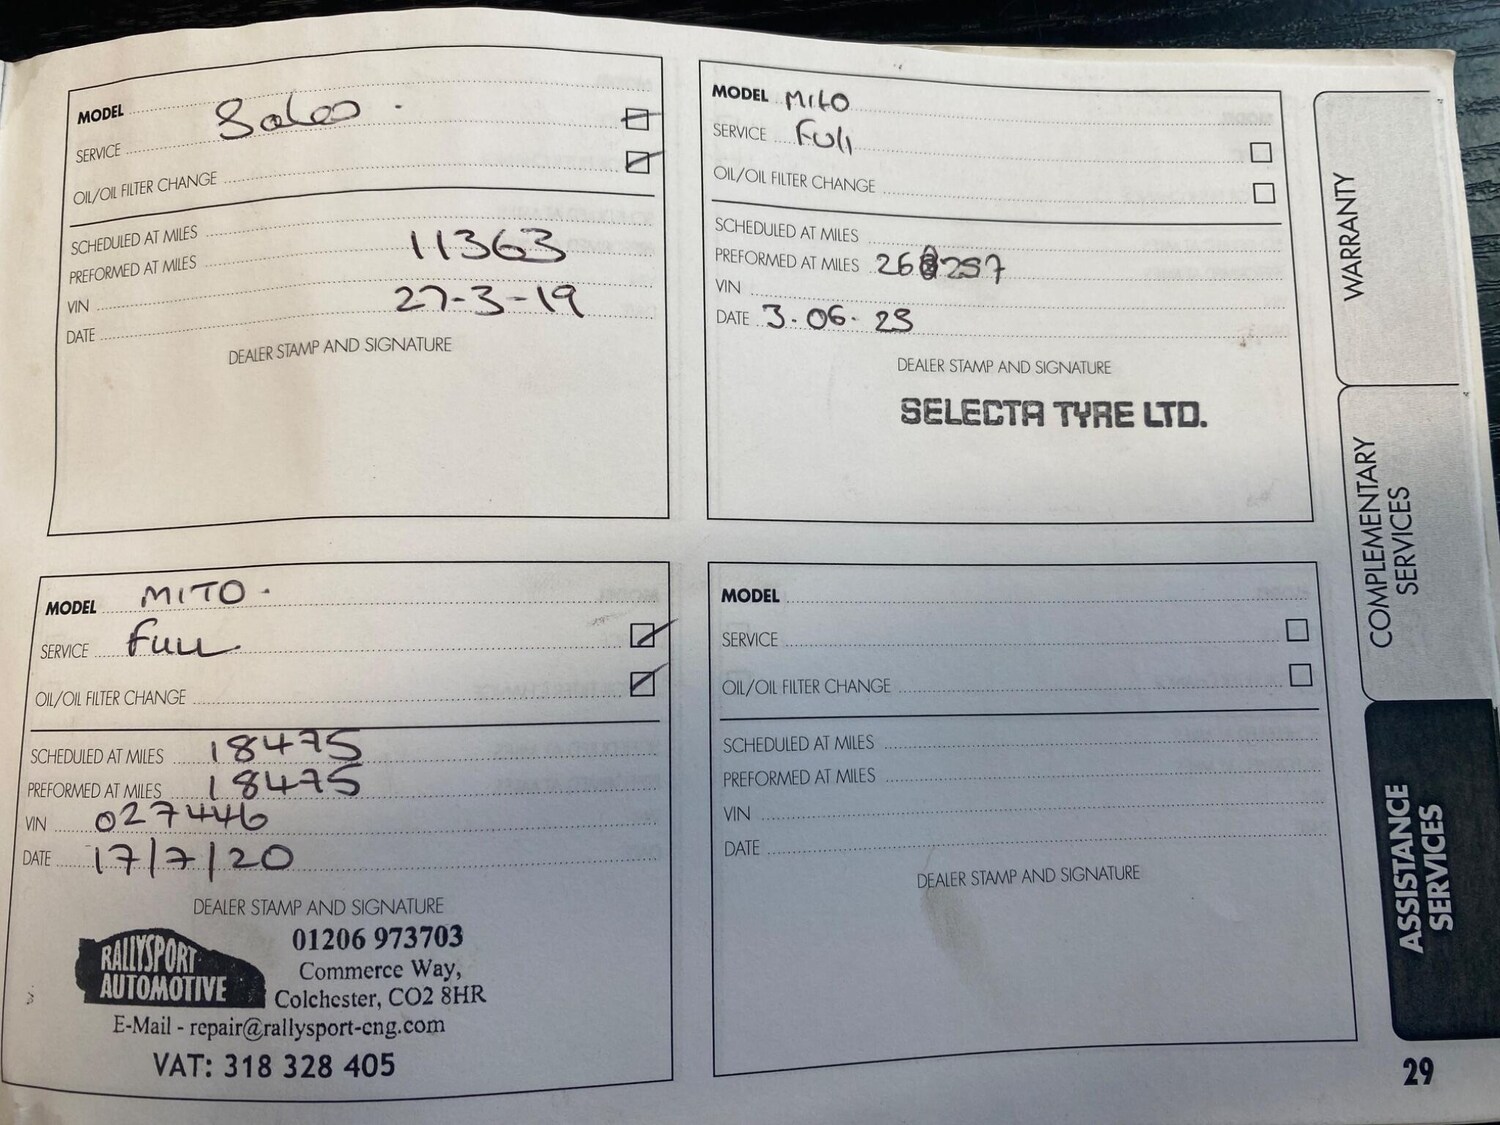 MODEL Sales.
SERVICE
OIL/OIL FILTER CHANGE
SCHEDULED AT MILES
PREFORMED AT MILES 11363
VIN
DATE 27-3-19
DEALER STAMP AND SIGNATURE
MODEL MITO
SERVICE Full
OIL/OIL FILTER CHANGE
SCHEDULED AT MILES
PREFORMED AT MILES
VIN
DATE 3.06.23
DEALER STAMP AND SIGNATURE
SELECTA TYRE LTD.
MODEL MITO.
SERVICE Full
OIL/OIL FILTER CHANGE
SCHEDULED AT MILES 18475
PREFORMED AT MILES 18475
VIN 027446
DATE 17/7/20
DEALER STAMP AND SIGNATURE
RALLYSPORT
AUTOMOTIVE
01206 973703
Commerce Way,
Colchester, CO2 8HR
E-Mail - repair@rallysport-eng.com
VAT: 318 328 405
MODEL
SERVICE
OIL/OIL FILTER CHANGE
SCHEDULED AT MILES
PREFORMED AT MILES
VIN
DATE
DEALER STAMP AND SIGNATURE
WARRANTY
COMPLEMENTARY
SERVICES
ASSISTANCE
SERVICES
29